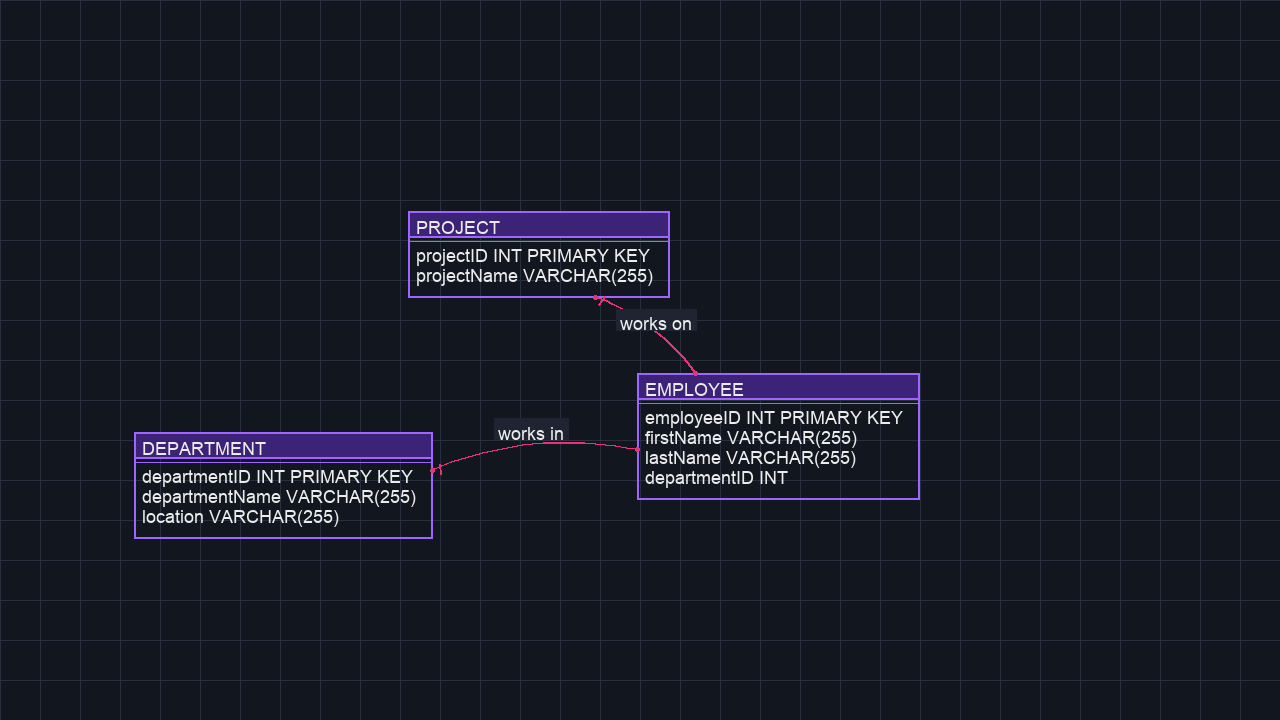 PROJECT
projectID INT PRIMARY KEY
projectName VARCHAR(255)
works on
EMPLOYEE
employeeID INT PRIMARY KEY
firstName VARCHAR(255)
lastName VARCHAR(255)
departmentID INT
works in
DEPARTMENT
departmentID INT PRIMARY KEY
departmentName VARCHAR(255)
location VARCHAR(255)